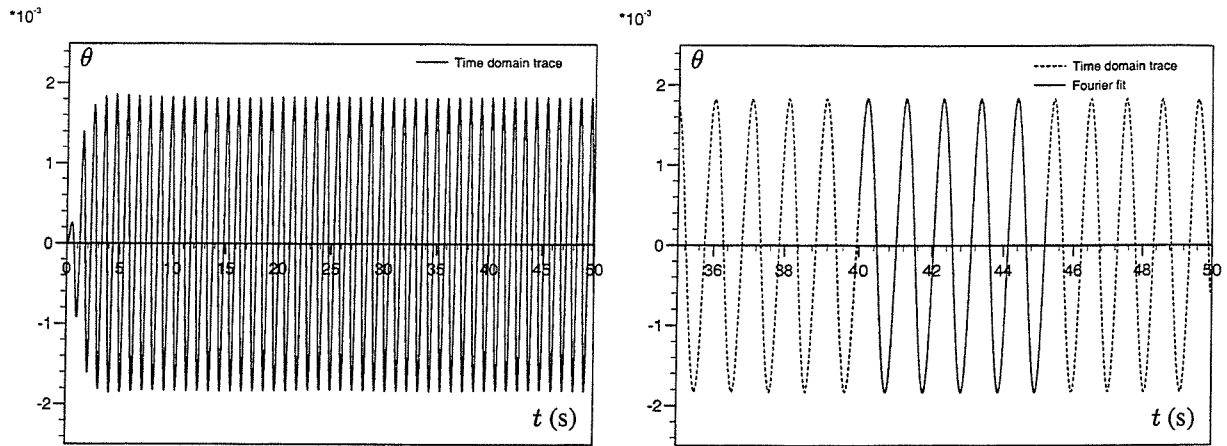 *10⁻³
θ
Time domain trace
2
1
0
0 5 10 15 20 25 30 35 40 45 50
-1
-2
t (s)
*10⁻³
θ
Time domain trace
Fourier fit
2
1
0
36 38 40 42 44 46 48 50
-1
-2
t (s)